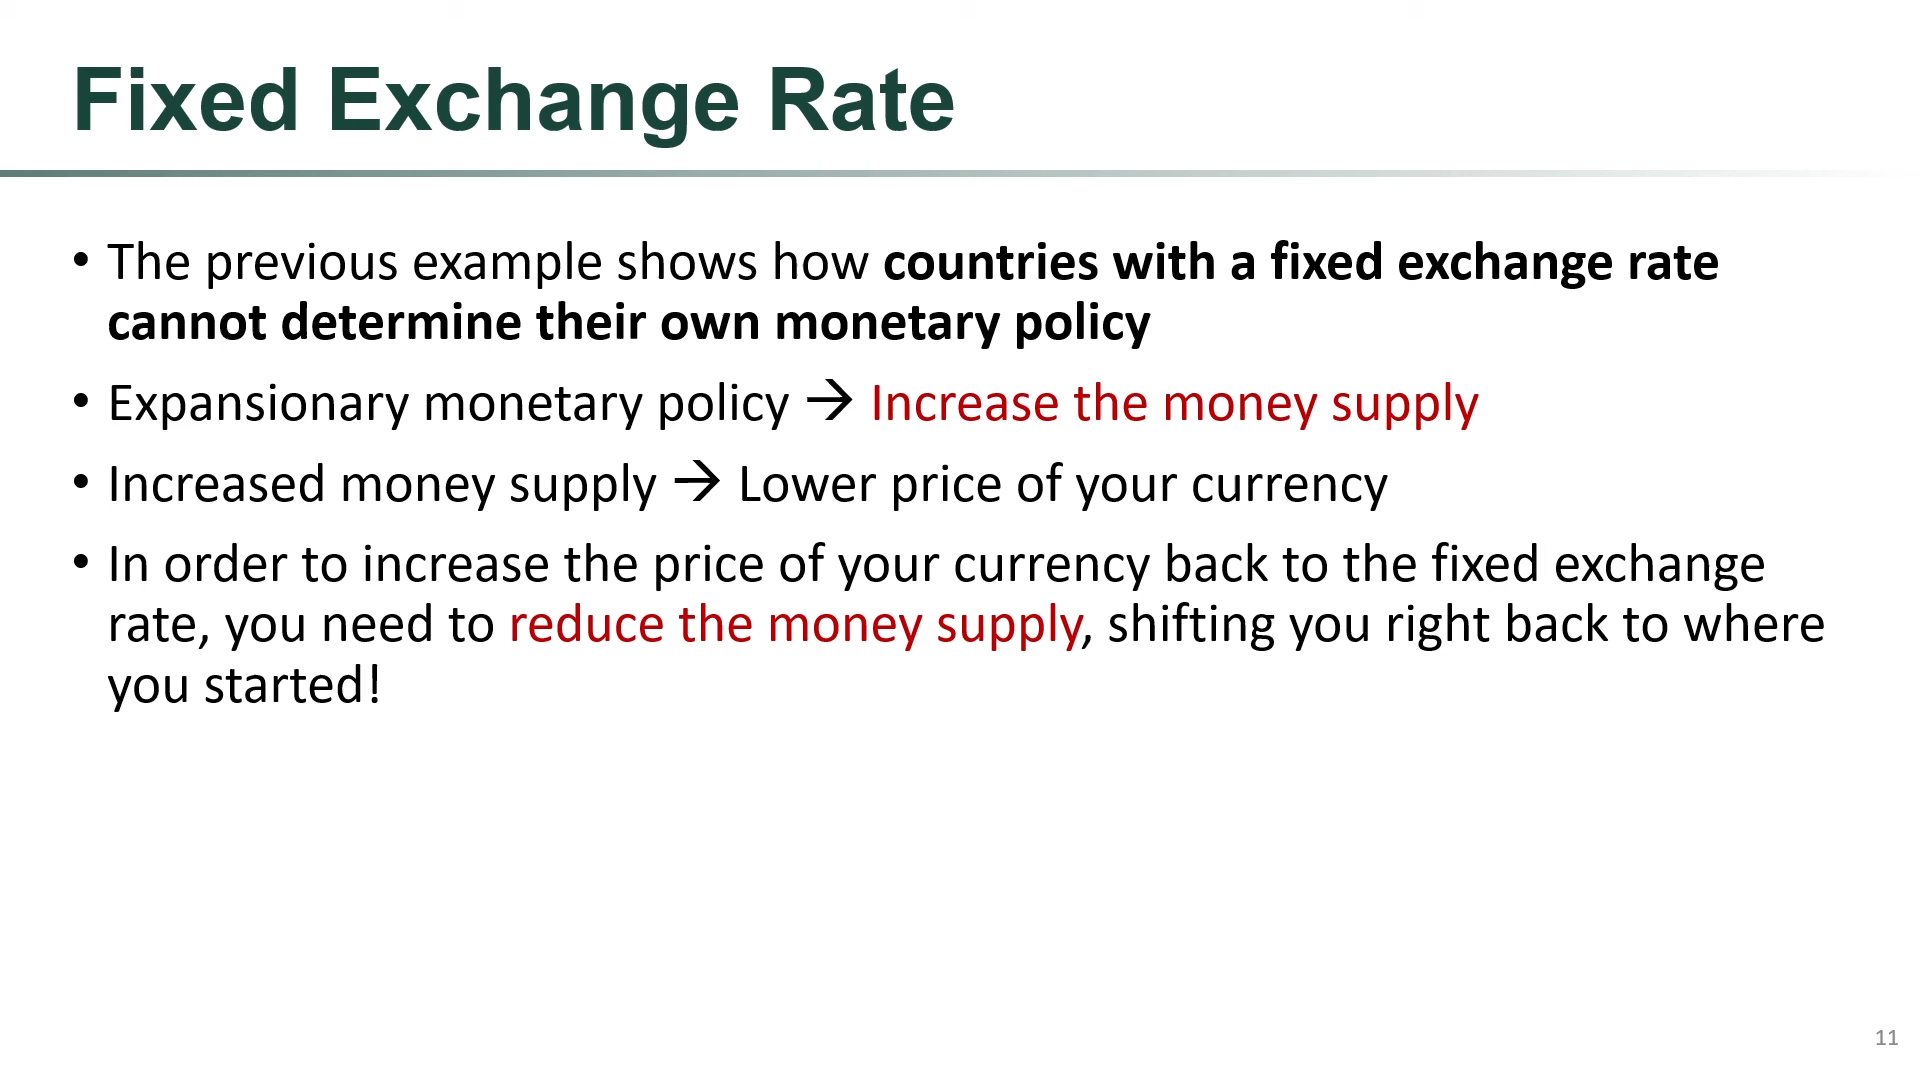 Fixed Exchange Rate
• The previous example shows how countries with a fixed exchange rate
cannot determine their own monetary policy
• Expansionary monetary policy → Increase the money supply
• Increased money supply → Lower price of your currency
• In order to increase the price of your currency back to the fixed exchange
rate, you need to reduce the money supply, shifting you right back to where
you started!
11